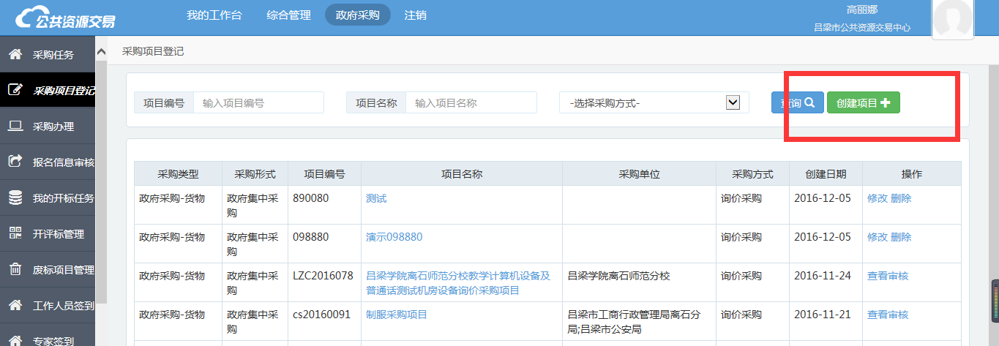 公共资源交易
我的工作台 综合管理 政府采购 注销
高丽娜
吕梁市公共资源交易中心
采购任务
采购项目登记
采购办理
报名信息审核
我的开标任务
开评标管理
废标项目管理
工作人员签到
专家签到
采购项目登记
项目编号 输入项目编号 项目名称 输入项目名称 -选择采购方式- 查询 创建项目
采购类型 采购形式 项目编号 项目名称 采购单位 采购方式 创建日期 操作
政府采购-货物 政府集中采购 890080 测试 询价采购 2016-12-05 修改 删除
政府采购-货物 政府集中采购 098880 演示098880 询价采购 2016-12-05 修改 删除
政府采购-货物 政府集中采购 LZC2016078 吕梁学院离石师范分校教学计算机设备及普通话测试机房设备询价采购项目 吕梁学院离石师范分校 询价采购 2016-11-24 查看审核
政府采购-货物 政府集中采购 cs20160091 制服采购项目 吕梁市工商行政管理局离石分局;吕梁市公安局 询价采购 2016-11-21 查看审核